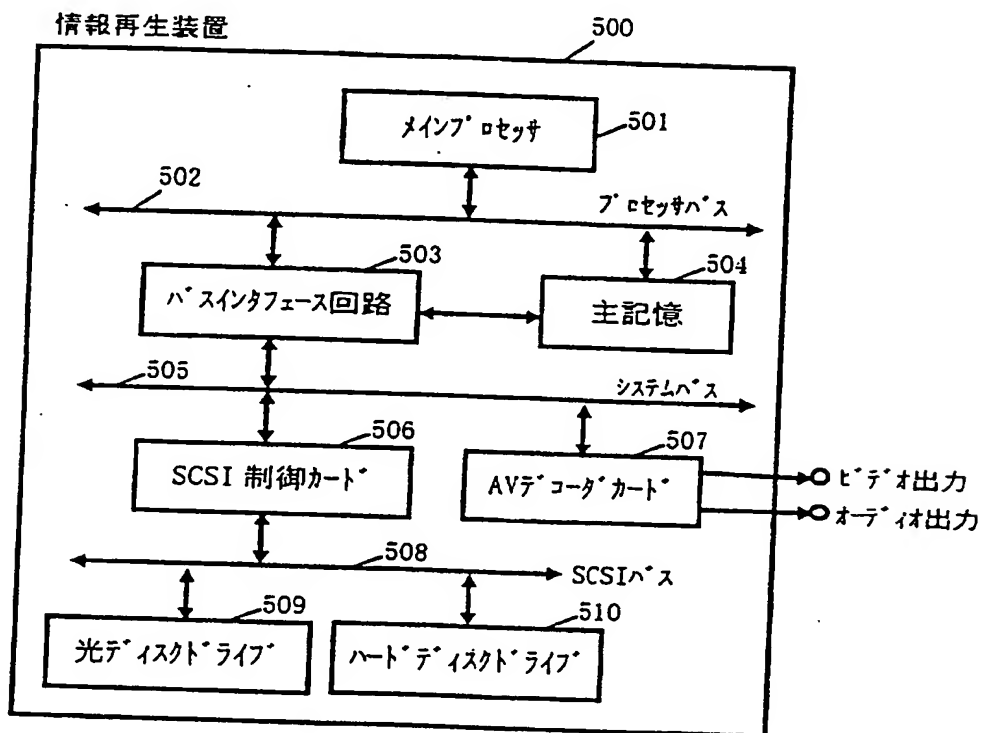 情報再生装置
500
メインプロセッサ
501
502
プロセッサバス
503
バスインタフェース回路
504
主記憶
505
システムバス
506
SCSI 制御カード
507
AVデコーダカード
ビデオ出力
オーディオ出力
508
SCSIバス
509
光ディスクドライブ
510
ハードディスクドライブ